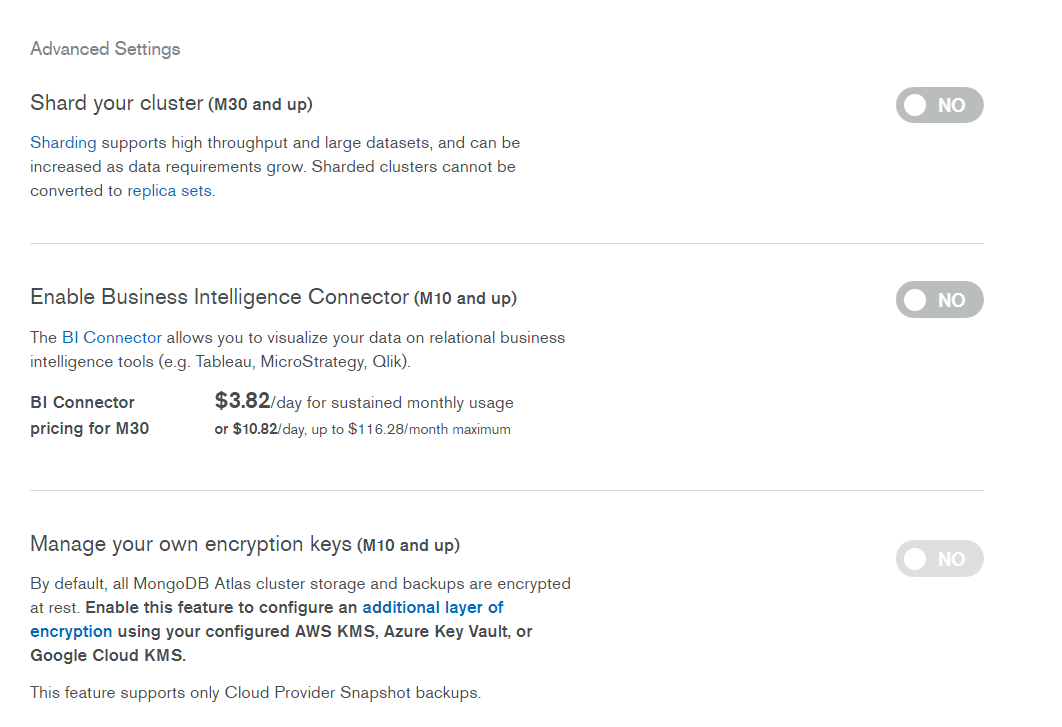 Advanced Settings
Shard your cluster (M30 and up)
NO
Sharding supports high throughput and large datasets, and can be
increased as data requirements grow. Sharded clusters cannot be
converted to replica sets.
Enable Business Intelligence Connector (M10 and up)
NO
The BI Connector allows you to visualize your data on relational business
intelligence tools (e.g. Tableau, MicroStrategy, Qlik).
BI Connector $3.82/day for sustained monthly usage
pricing for M30 or $10.82/day, up to $116.28/month maximum
Manage your own encryption keys (M10 and up)
NO
By default, all MongoDB Atlas cluster storage and backups are encrypted
at rest. Enable this feature to configure an additional layer of
encryption using your configured AWS KMS, Azure Key Vault, or
Google Cloud KMS.
This feature supports only Cloud Provider Snapshot backups.